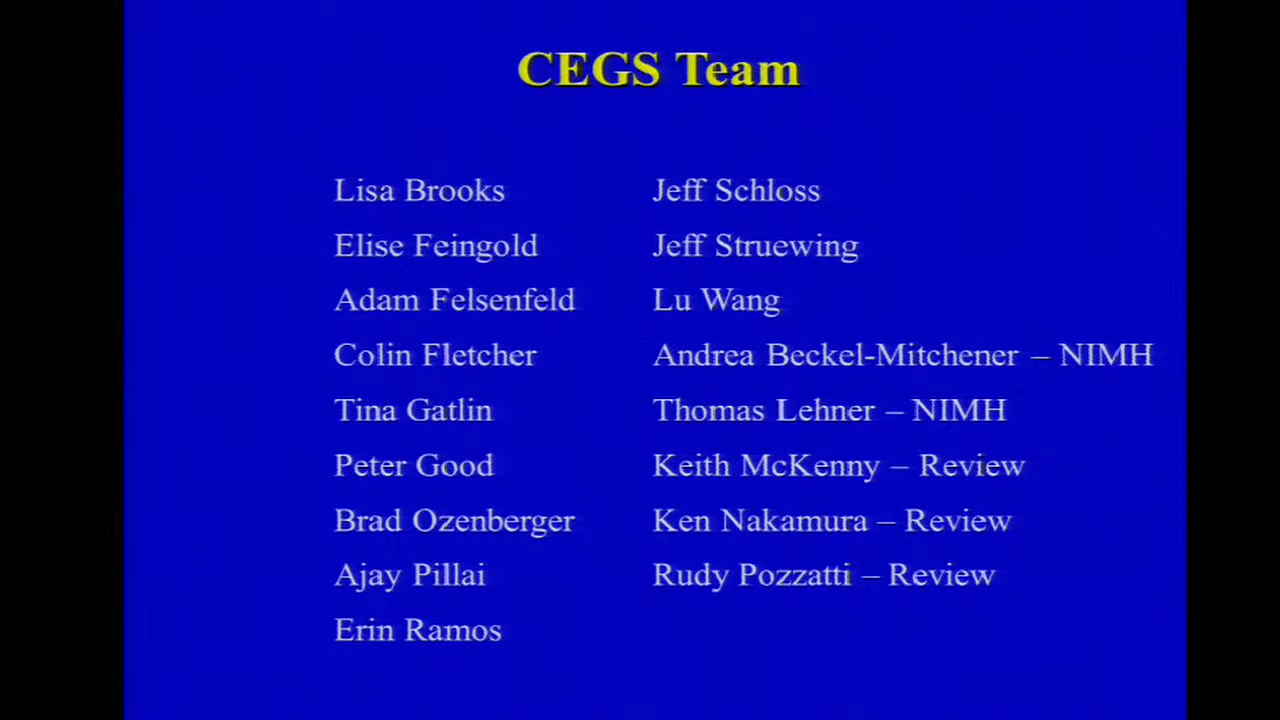 CEGS Team
Lisa Brooks
Elise Feingold
Adam Felsenfeld
Colin Fletcher
Tina Gatlin
Peter Good
Brad Ozenberger
Ajay Pillai
Erin Ramos
Jeff Schloss
Jeff Struewing
Lu Wang
Andrea Beckel-Mitchener – NIMH
Thomas Lehner – NIMH
Keith McKenny – Review
Ken Nakamura – Review
Rudy Pozzatti – Review